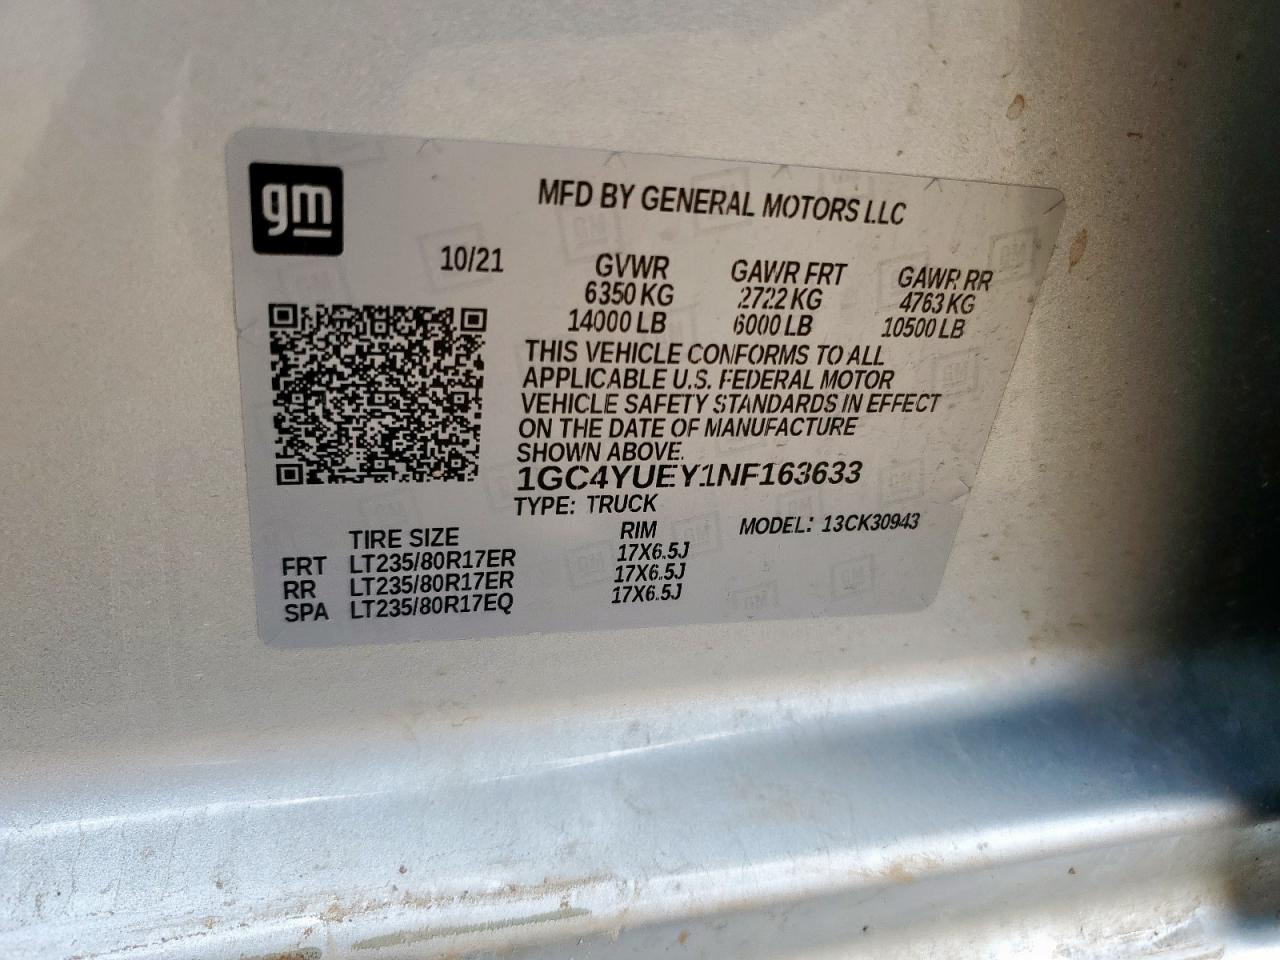 gm
MFD BY GENERAL MOTORS LLC
10/21 GVWR GAWR FRT GAWR RR
6350 KG 2722 KG 4763 KG
14000 LB 6000 LB 10500 LB
THIS VEHICLE CONFORMS TO ALL
APPLICABLE U.S. FEDERAL MOTOR
VEHICLE SAFETY STANDARDS IN EFFECT
ON THE DATE OF MANUFACTURE
SHOWN ABOVE.
1GC4YUEY1NF163633
TYPE: TRUCK
TIRE SIZE RIM MODEL: 13CK30943
FRT LT235/80R17ER 17X6.5J
RR LT235/80R17ER 17X6.5J
SPA LT235/80R17EQ 17X6.5J